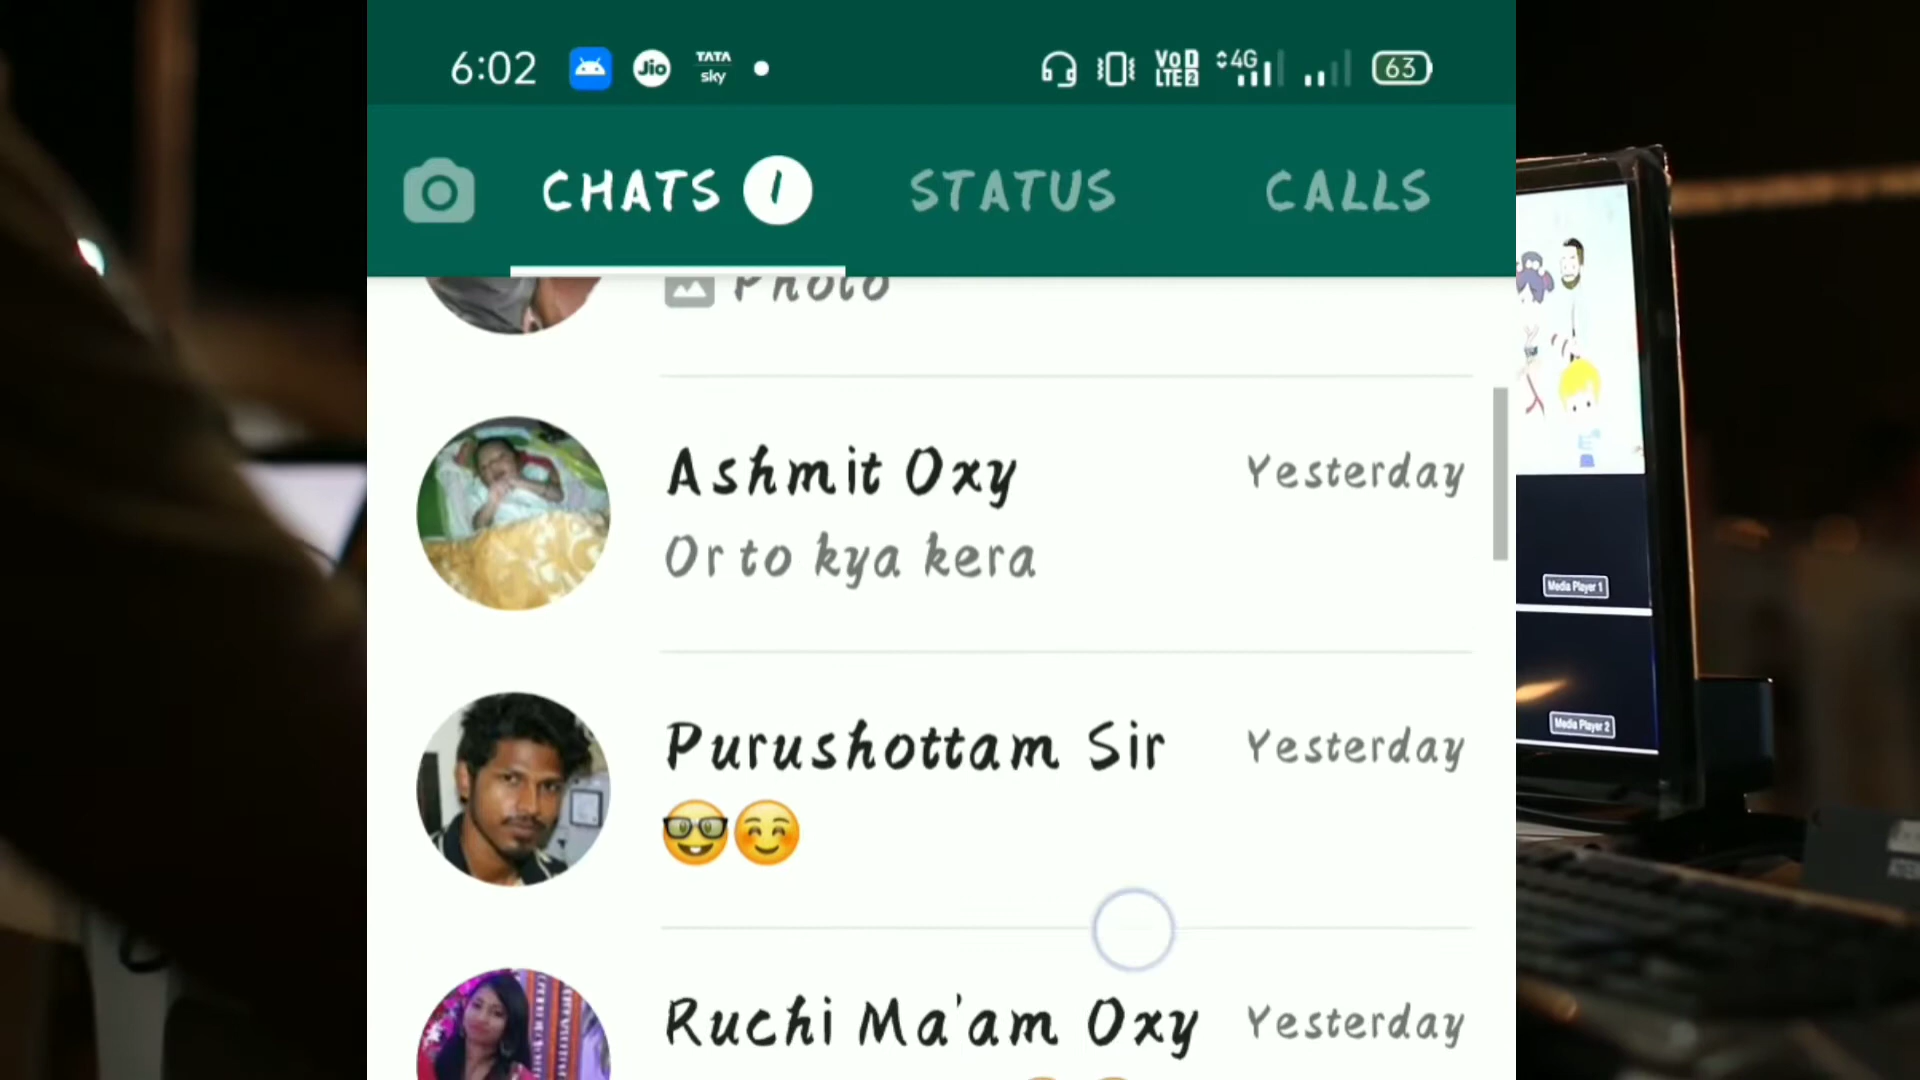 6:02 Jio TATA sky VoD LTE2 4G 63
CHATS 1 STATUS CALLS
Photo
Ashmit Oxy Yesterday
Or to kya kera
Purushottam Sir Yesterday
🤓😊
Ruchi Ma'am Oxy Yesterday
Media Player 1
Media Player 2